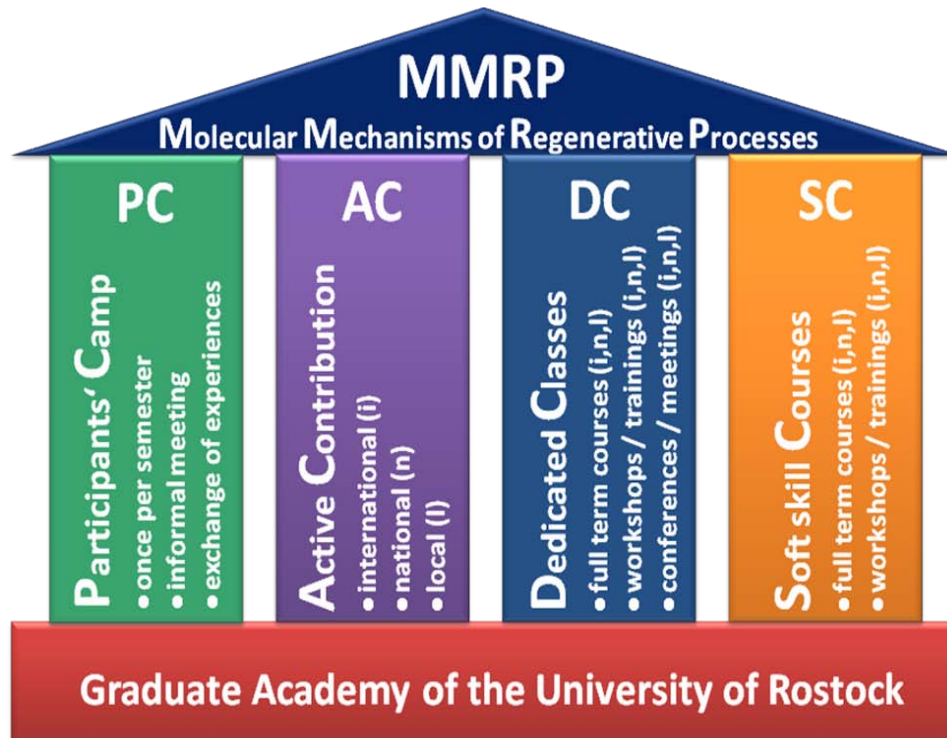 MMRP
Molecular Mechanisms of Regenerative Processes
PC
Participants‘ Camp
• once per semester
• informal meeting
• exchange of experiences
AC
Active Contribution
• international (i)
• national (n)
• local (l)
DC
Dedicated Classes
• full term courses (i,n,l)
• workshops / trainings (i,n,l)
• conferences / meetings (i,n,l)
SC
Soft skill Courses
• full term courses (i,n,l)
• workshops / trainings (i,n,l)
Graduate Academy of the University of Rostock